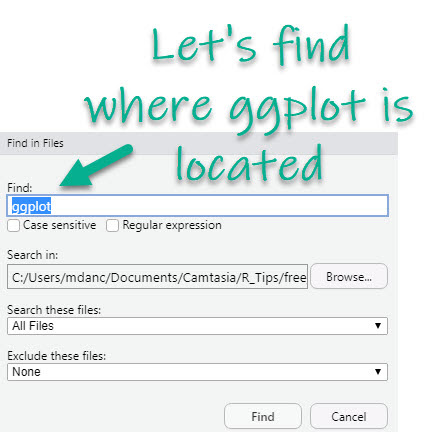 Let's find
where ggplot is
located
Find in Files
Find:
ggplot
Case sensitive Regular expression
Search in:
C:/Users/mdanc/Documents/Camtasia/R_Tips/free Browse...
Search these files:
All Files
Exclude these files:
None
Find Cancel